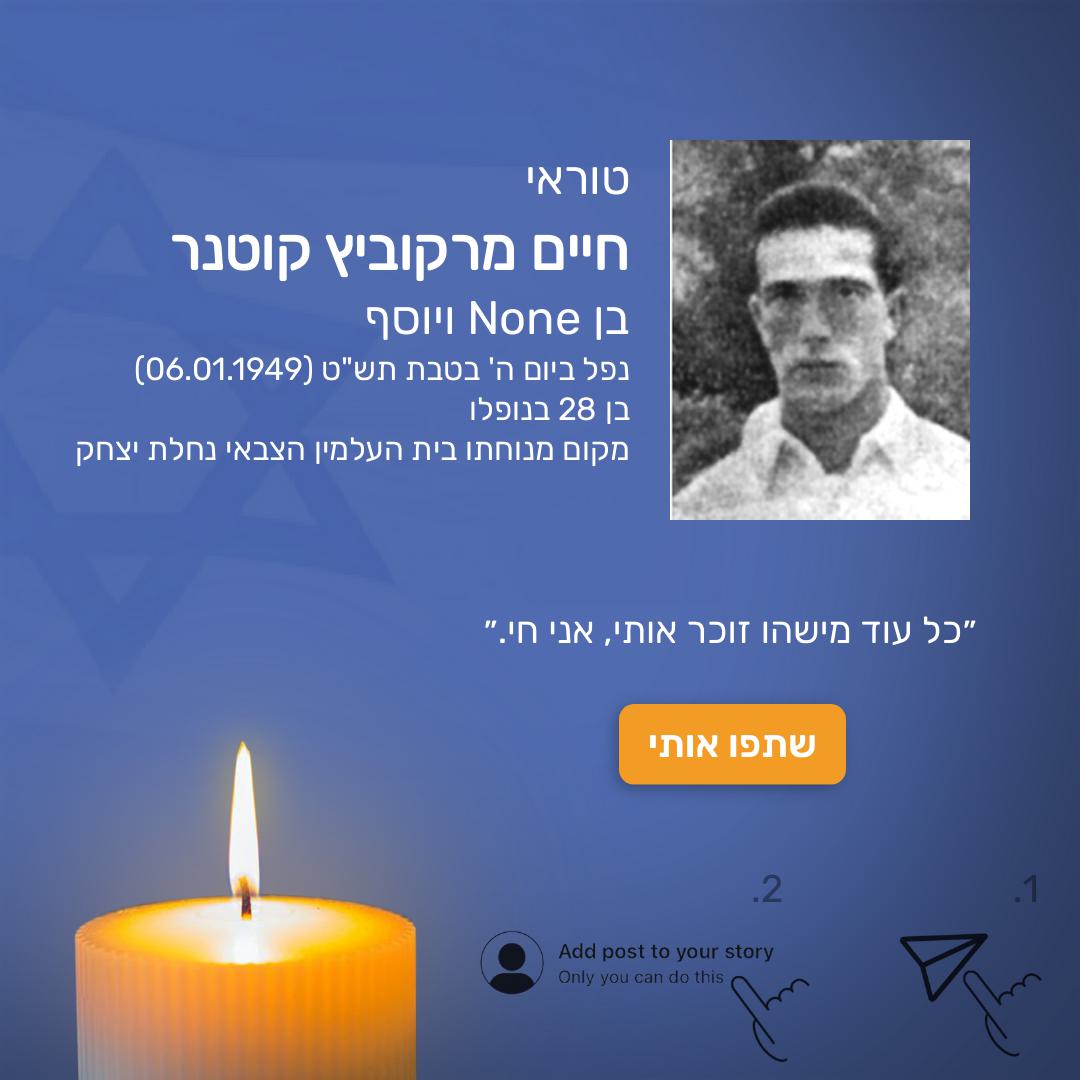 טוראי
חיים מרקוביץ קוטנר
בן None ויוסף
נפל ביום ה' בטבת תש"ט (06.01.1949)
בן 28 בנופלו
מקום מנוחתו בית העלמין הצבאי נחלת יצחק
״כל עוד מישהו זוכר אותי, אני חי.״
שתפו אותי
.1
.2
Add post to your story
Only you can do this